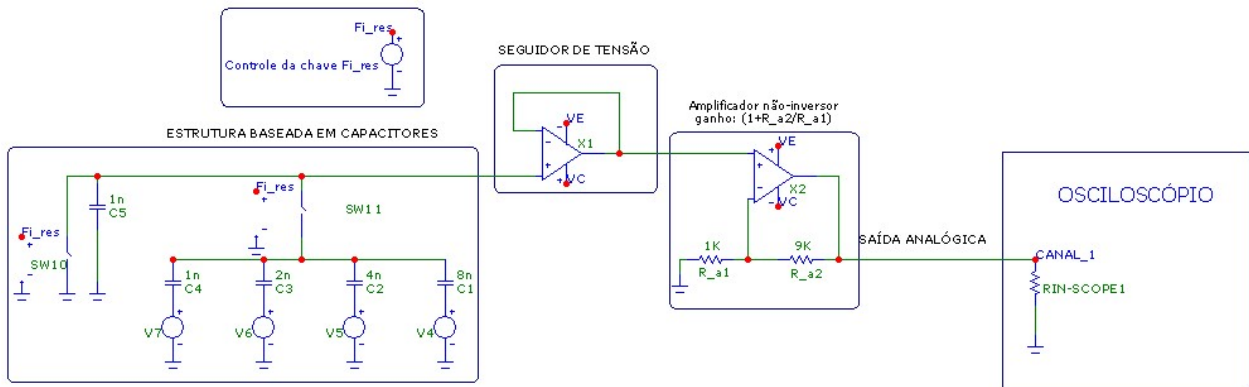 Fi_res
+
Controle da chave Fi_res
-
SEGUIDOR DE TENSÃO
VE
-
X1
+
+VC
Amplificador não-inversor
ganho: (1+R_a2/R_a1)
+VE
+
-
X2
-VC
1K
R_a1
9K
R_a2
SAÍDA ANALÓGICA
OSCILOSCÓPIO
CANAL_1
RIN-SCOPE1
ESTRUTURA BASEADA EM CAPACITORES
1n
C5
Fi_res
+
-
SW10
Fi_res
+
-
SW11
1n
C4
2n
C3
4n
C2
8n
C1
+
V7
-
+
V6
-
+
V5
-
+
V4
-